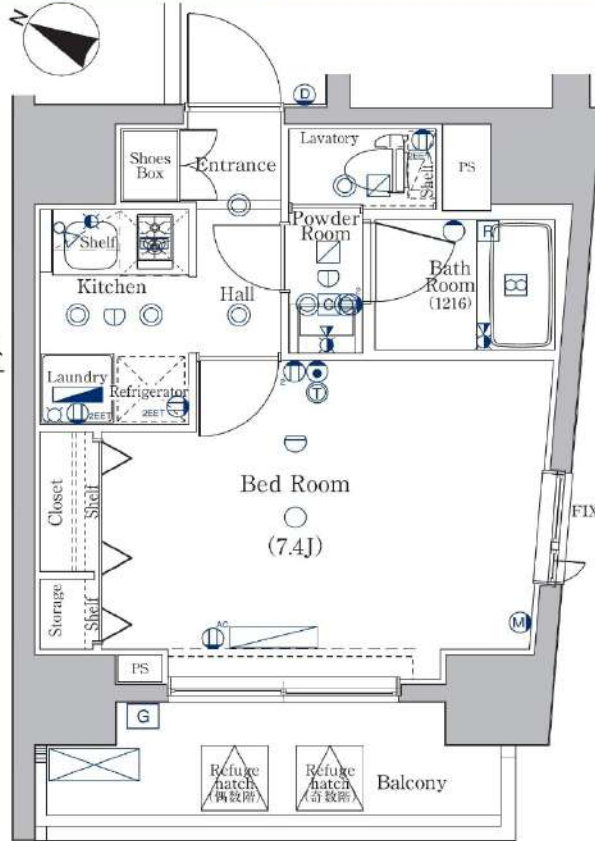 N
D
Lavatory
Shoes
Box
Entrance
Shelf
PS
Powder
Room
Shelf
Kitchen
Hall
C
R
Bath
Room
(1216)
Laundry
Refrigerator
2EET
2EET
2
T
Bed Room
(7.4J)
Closet
Shelf
FIX
Storage
Shelf
M
AC
PS
G
Refuge
hatch
(偶数階)
Refuge
hatch
(奇数階)
Balcony